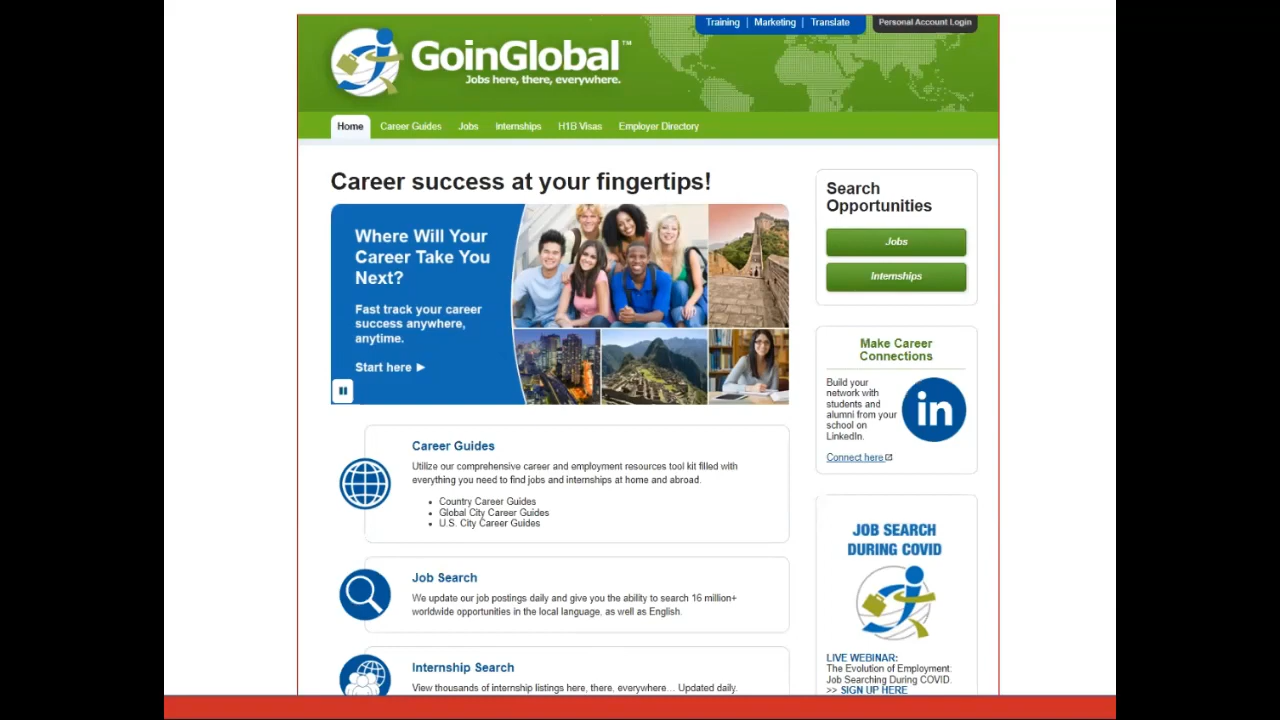 Training | Marketing | Translate
Personal Account Login
GoinGlobal™
Jobs here, there, everywhere.
Home
Career Guides
Jobs
Internships
H1B Visas
Employer Directory
Career success at your fingertips!
Where Will Your
Career Take You
Next?
Fast track your career
success anywhere,
anytime.
Start here
Career Guides
Utilize our comprehensive career and employment resources tool kit filled with
everything you need to find jobs and internships at home and abroad.
• Country Career Guides
• Global City Career Guides
• U.S. City Career Guides
Job Search
We update our job postings daily and give you the ability to search 16 million+
worldwide opportunities in the local language, as well as English.
Internship Search
View thousands of internship listings here, there, everywhere... Updated daily.
Search
Opportunities
Jobs
Internships
Make Career
Connections
Build your
network with
students and
alumni from your
school on
LinkedIn.
in
Connect here
JOB SEARCH
DURING COVID
LIVE WEBINAR:
The Evolution of Employment:
Job Searching During COVID.
>> SIGN UP HERE